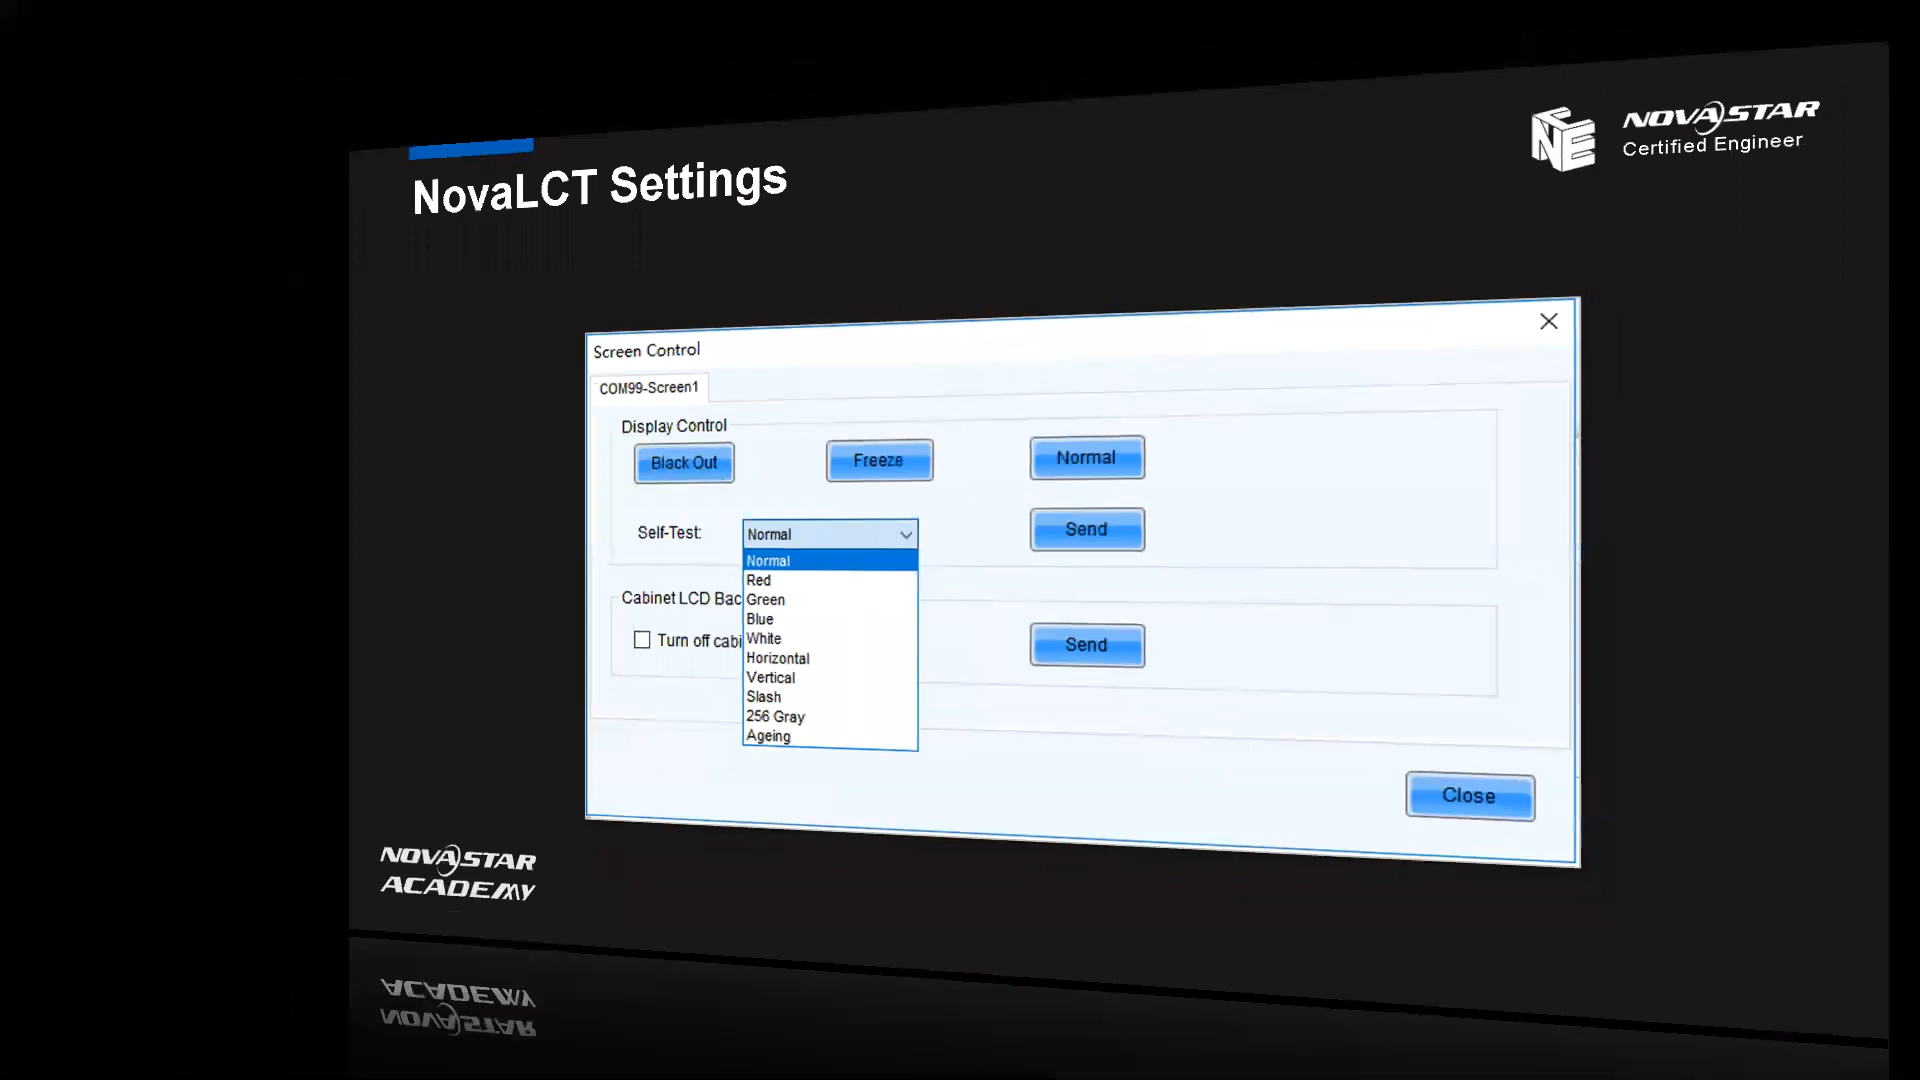 NOVASTAR
Certified Engineer
NovaLCT Settings
Screen Control
COM99-Screen1
Display Control
Black Out
Freeze
Normal
Self-Test:
Normal
Send
Normal
Red
Green
Blue
White
Horizontal
Vertical
Slash
256 Gray
Ageing
Cabinet LCD Bac
Turn off cabi
Send
Close
NOVASTAR
ACADEMY